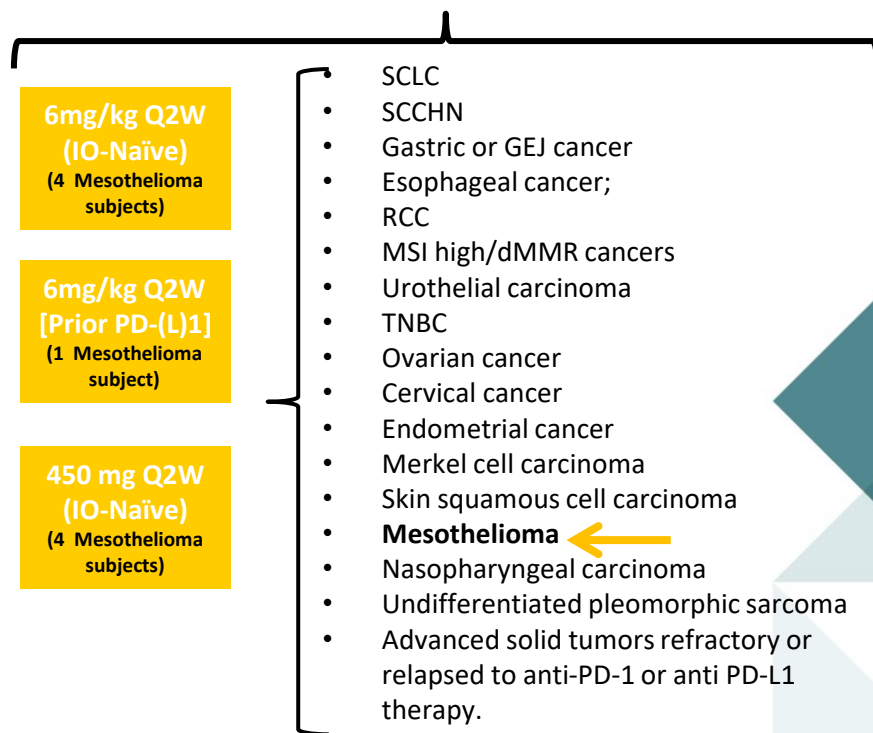 6mg/kg Q2W
(IO-Naïve)
(4 Mesothelioma
subjects)
6mg/kg Q2W
[Prior PD-(L)1]
(1 Mesothelioma
subject)
450 mg Q2W
(IO-Naïve)
(4 Mesothelioma
subjects)
• SCLC
• SCCHN
• Gastric or GEJ cancer
• Esophageal cancer;
• RCC
• MSI high/dMMR cancers
• Urothelial carcinoma
• TNBC
• Ovarian cancer
• Cervical cancer
• Endometrial cancer
• Merkel cell carcinoma
• Skin squamous cell carcinoma
• Mesothelioma
• Nasopharyngeal carcinoma
• Undifferentiated pleomorphic sarcoma
• Advanced solid tumors refractory or
relapsed to anti-PD-1 or anti PD-L1
therapy.